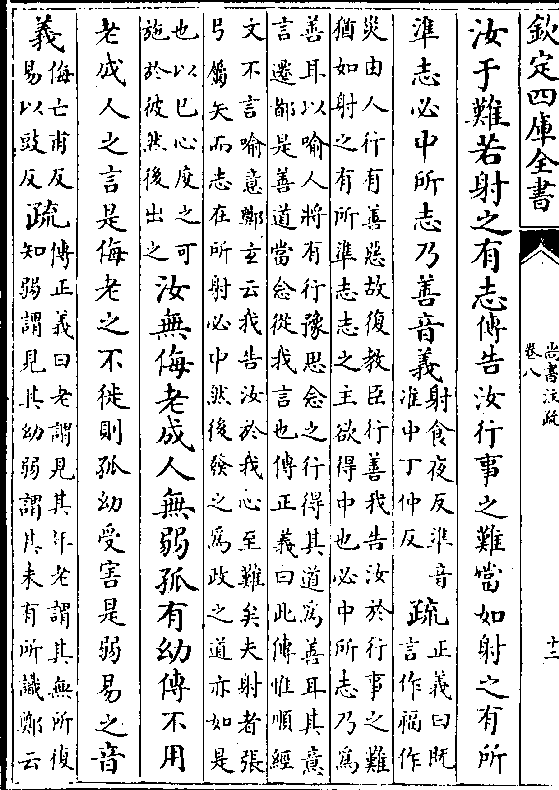 欽定四庫全書
尚書注疏
卷八
十二
汝于難若射之有志傳告汝行事之難當如射之有所
準志必中所志乃善音義射食夜反準音
准中丁仲反疏正義曰既
言作福作
災由人行有善惡故復教臣行善我告汝於行事之難
猶如射之有所準志志之主欲得中也必中所志乃為
善耳以喻人將有行豫思念之行得其道為善耳其意
言遷都是善道當念從我言也傳正義曰此傳惟順經
文不言喻意鄭玄云我告汝於我心至難矣夫射者張
弓屬矢而志在所射必中然後發之為政之道亦如是
也以已心度之可
施於彼然後出之汝無侮老成人無弱孤有幼傳不用
老成人之言是侮老之不徙則孤幼受害是弱易之音
義侮亡甫反
易以豉反疏傳正義曰老謂見其年老謂其無所復
知弱謂見其幼弱謂其未有所識鄭云